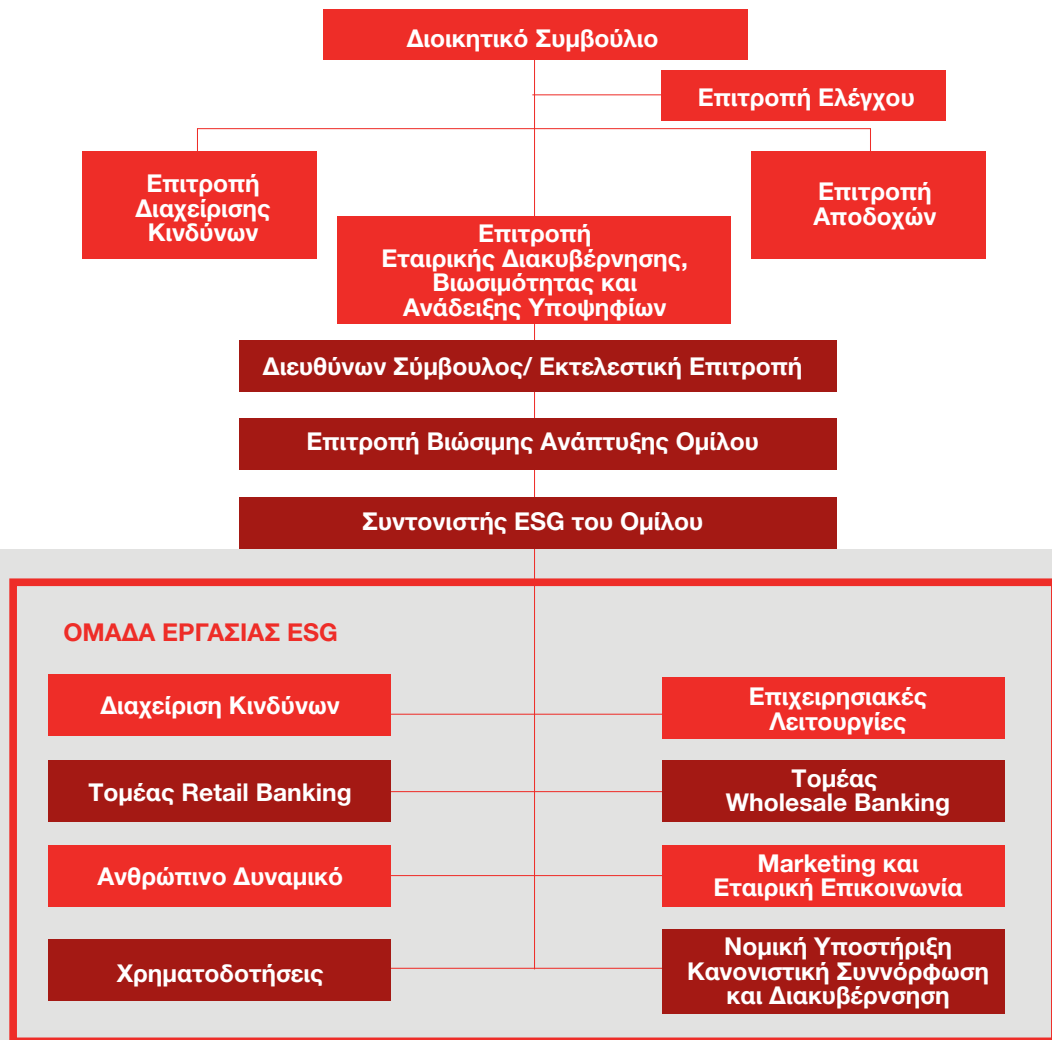 Διοικητικό Συμβούλιο
Επιτροπή Ελέγχου
Επιτροπή
Διαχείρισης
Κινδύνων
Επιτροπή
Αποδοχών
Επιτροπή
Εταιρικής Διακυβέρνησης,
Βιωσιμότητας και
Ανάδειξης Υποψηφίων
Διευθύνων Σύμβουλος/ Εκτελεστική Επιτροπή
Επιτροπή Βιώσιμης Ανάπτυξης Ομίλου
Συντονιστής ESG του Ομίλου
ΟΜΑΔΑ ΕΡΓΑΣΙΑΣ ESG
Διαχείριση Κινδύνων
Επιχειρησιακές
Λειτουργίες
Τομέας Retail Banking
Τομέας
Wholesale Banking
Ανθρώπινο Δυναμικό
Marketing και
Εταιρική Επικοινωνία
Χρηματοδοτήσεις
Νομική Υποστήριξη
Κανονιστική Συννόρφωση
και Διακυβέρνσηση